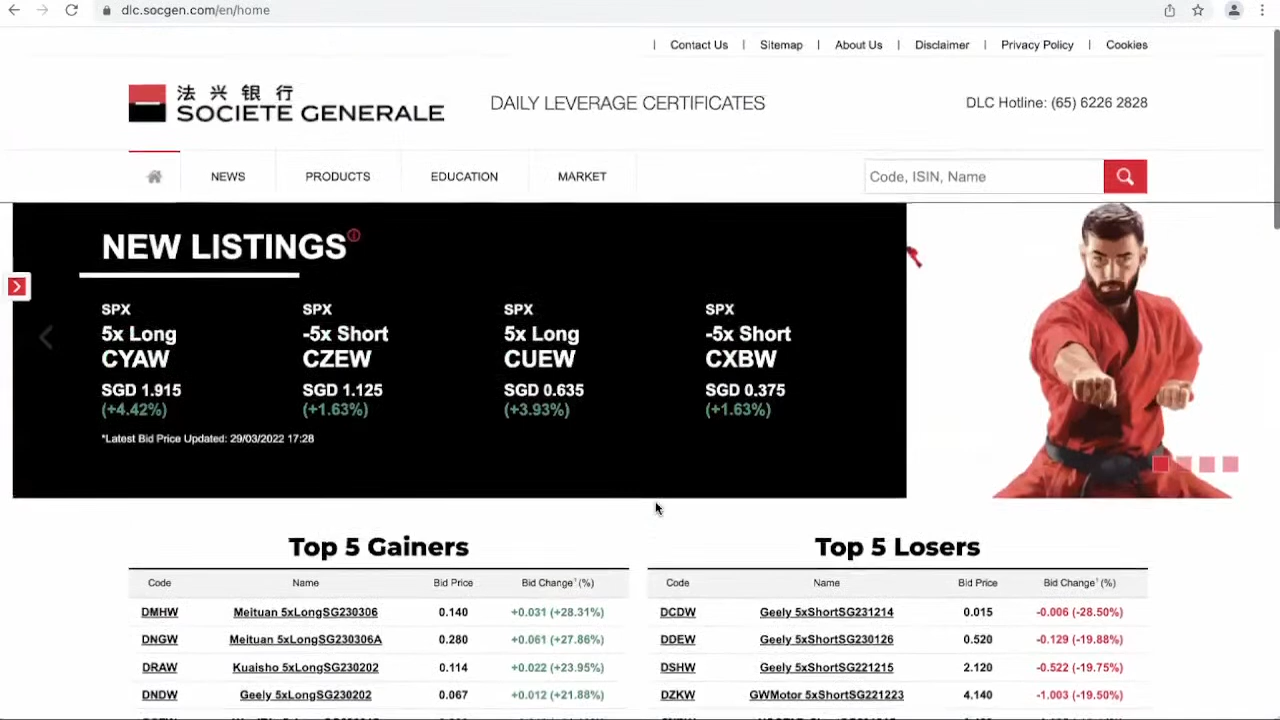 dlc.socgen.com/en/home
Contact Us | Sitemap | About Us | Disclaimer | Privacy Policy | Cookies
法兴银行
SOCIETE GENERALE
DAILY LEVERAGE CERTIFICATES
DLC Hotline: (65) 6226 2828
NEWS PRODUCTS EDUCATION MARKET
Code, ISIN, Name
NEW LISTINGS
SPX SPX SPX SPX
5x Long -5x Short 5x Long -5x Short
CYAW CZEW CUEW CXBW
SGD 1.915 SGD 1.125 SGD 0.635 SGD 0.375
(+4.42%) (+1.63%) (+3.93%) (+1.63%)
*Latest Bid Price Updated: 29/03/2022 17:28
Top 5 Gainers
Code Name Bid Price Bid Change¹(%)
DMHW Meituan 5xLongSG230306 0.140 +0.031 (+28.31%)
DNGW Meituan 5xLongSG230306A 0.280 +0.061 (+27.86%)
DRAW Kuaisho 5xLongSG230202 0.114 +0.022 (+23.95%)
DNDW Geely 5xLongSG230202 0.067 +0.012 (+21.88%)
Top 5 Losers
Code Name Bid Price Bid Change¹(%)
DCDW Geely 5xShortSG231214 0.015 -0.006 (-28.50%)
DDEW Geely 5xShortSG230126 0.520 -0.129 (-19.88%)
DSHW Geely 5xShortSG221215 2.120 -0.522 (-19.75%)
DZKW GWMotor 5xShortSG221223 4.140 -1.003 (-19.50%)